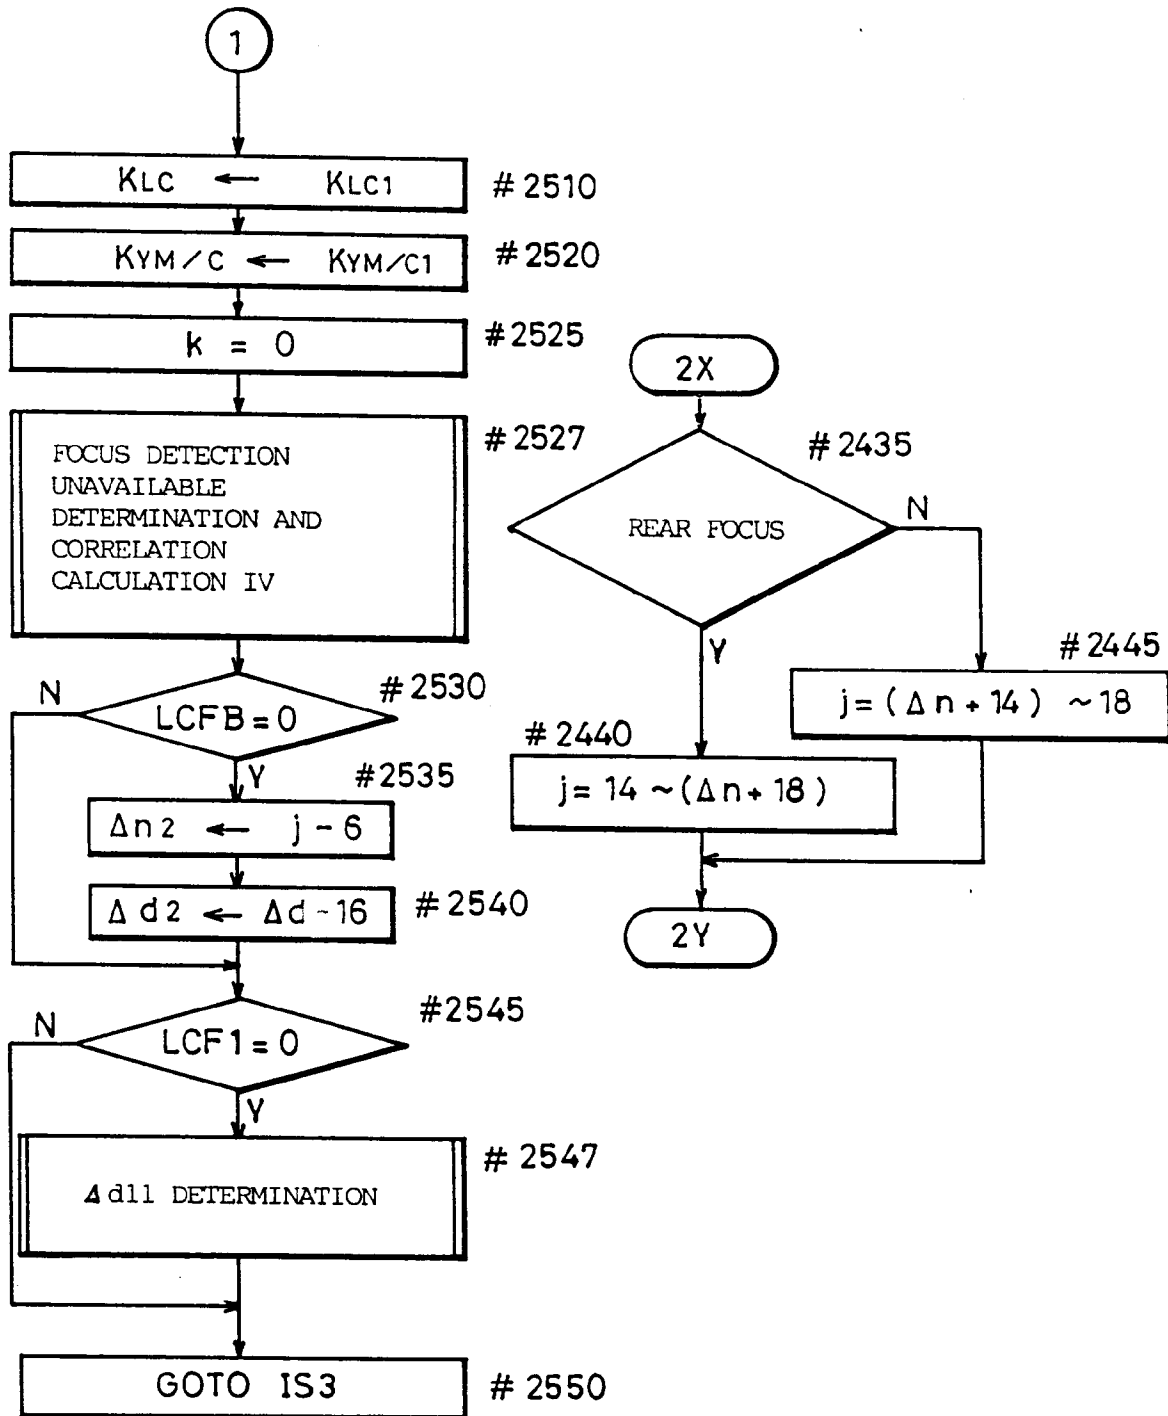 1
KLC ← KLC1 #2510
KYM/C ← KYM/C1 #2520
k = 0 #2525
FOCUS DETECTION
UNAVAILABLE
DETERMINATION AND
CORRELATION
CALCULATION IV
#2527
N LCFB=0 #2530
Y #2535
Δn2 ← j-6
Δd2 ← Δd-16 #2540
N LCF1=0 #2545
Y
Δd11 DETERMINATION #2547
GOTO IS3 #2550
2X
#2435
REAR FOCUS N
Y
#2445
j=(Δn+14) ~18
#2440
j=14 ~(Δn+18)
2Y